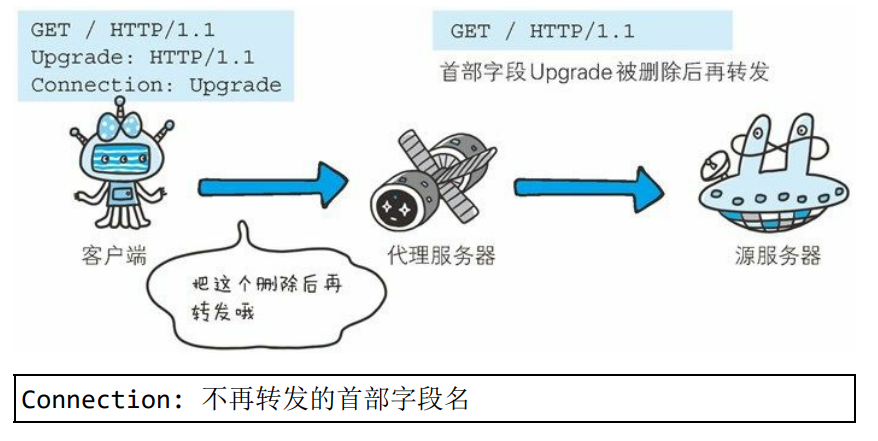 GET / HTTP/1.1
Upgrade: HTTP/1.1
Connection: Upgrade
GET / HTTP/1.1
首部字段Upgrade被删除后再转发
客户端
代理服务器
源服务器
把这个删除后再
转发哦
Connection: 不再转发的首部字段名